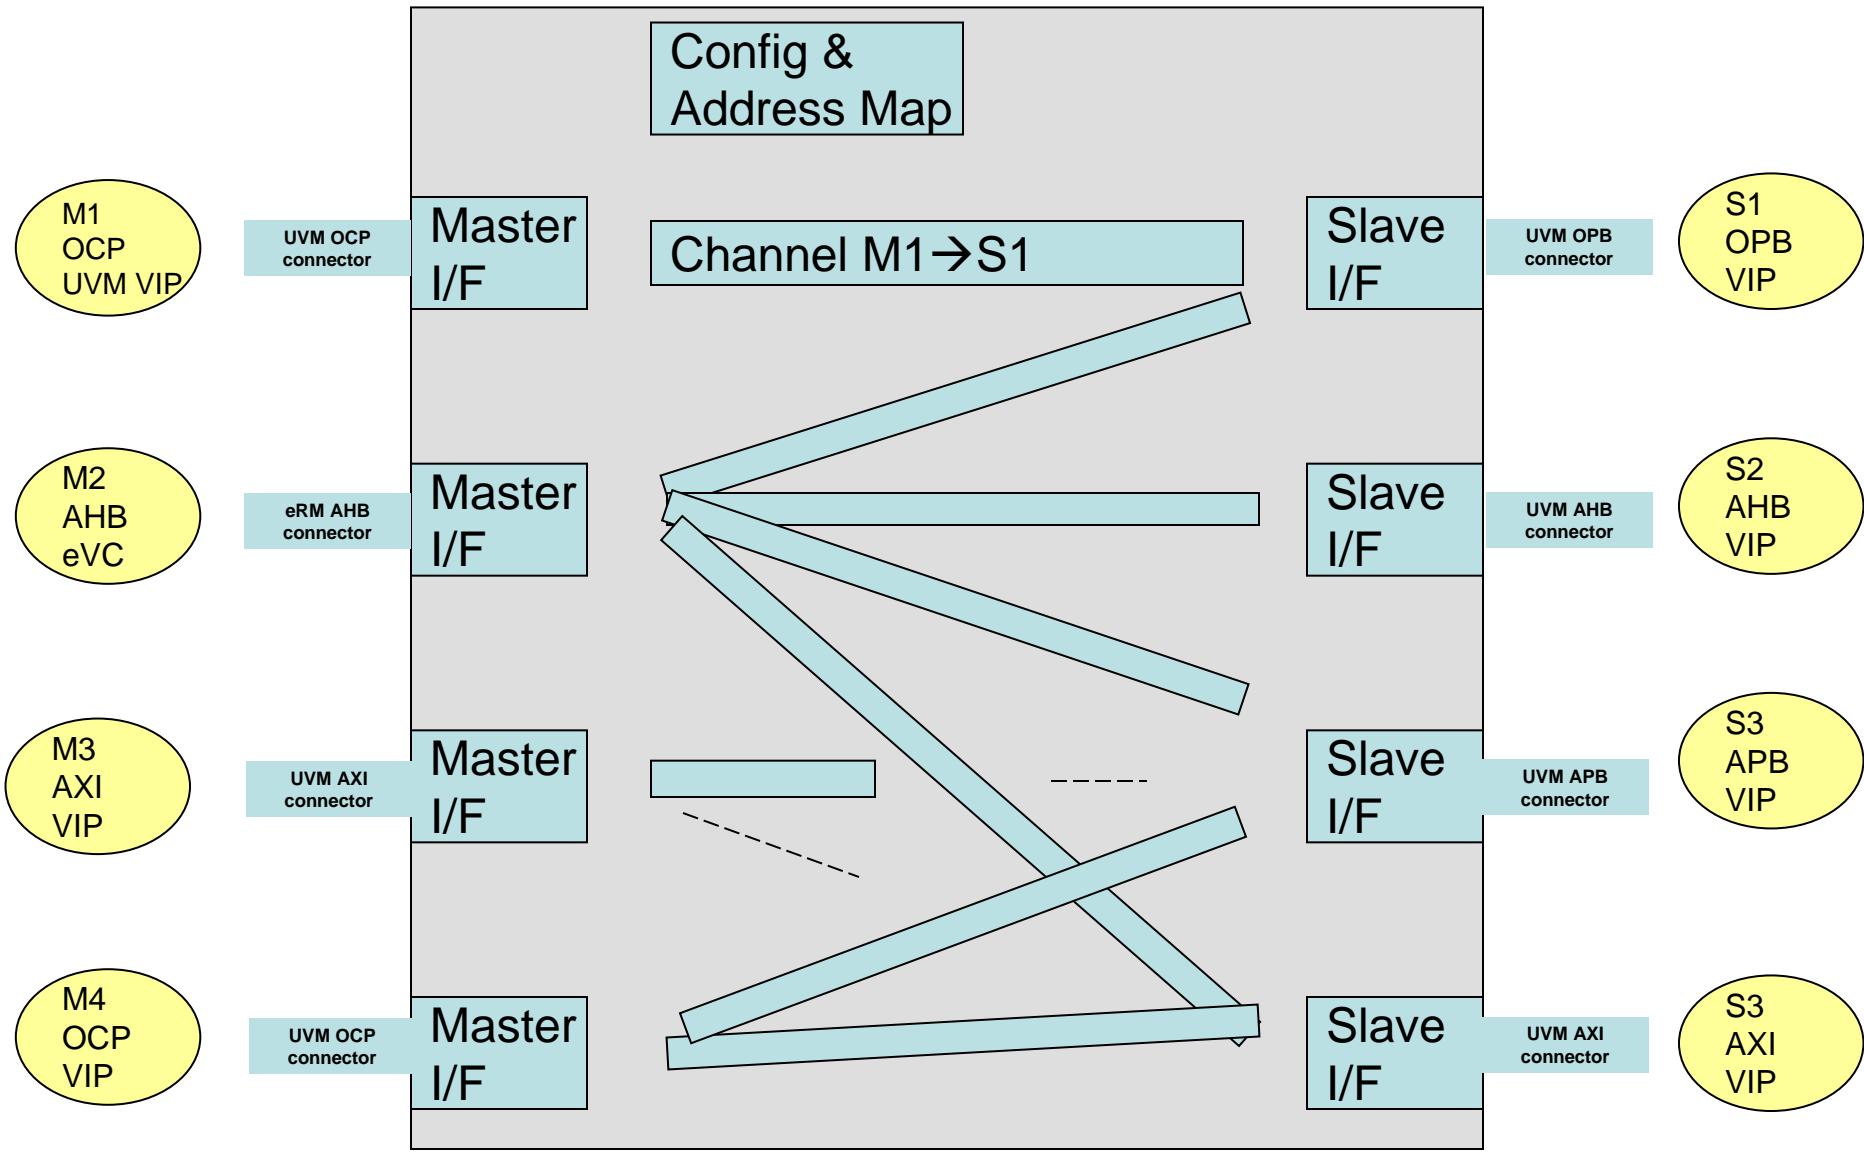 Config &
Address Map
M1
OCP
UVM VIP
UVM OCP
connector
Master
I/F
Channel M1→S1
Slave
I/F
UVM OPB
connector
S1
OPB
VIP
M2
AHB
eVC
eRM AHB
connector
Master
I/F
Slave
I/F
UVM AHB
connector
S2
AHB
VIP
M3
AXI
VIP
UVM AXI
connector
Master
I/F
Slave
I/F
UVM APB
connector
S3
APB
VIP
M4
OCP
VIP
UVM OCP
connector
Master
I/F
Slave
I/F
UVM AXI
connector
S3
AXI
VIP